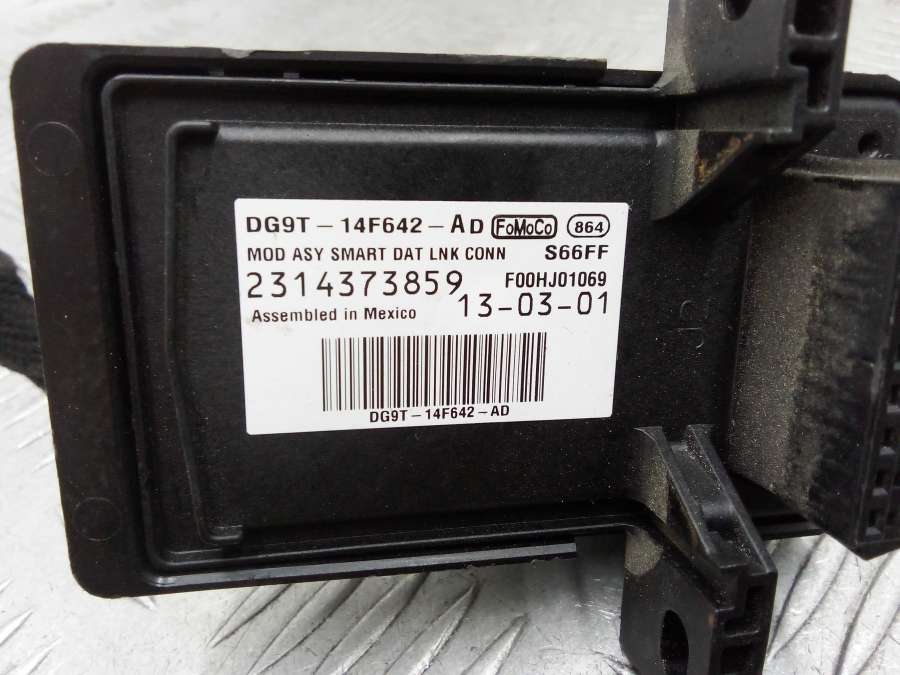 DG9T-14F642-AD FoMoCo 864
MOD ASY SMART DAT LNK CONN S66FF
2314373859 F00HJ01069
Assembled in Mexico 13-03-01
DG9T-14F642-AD